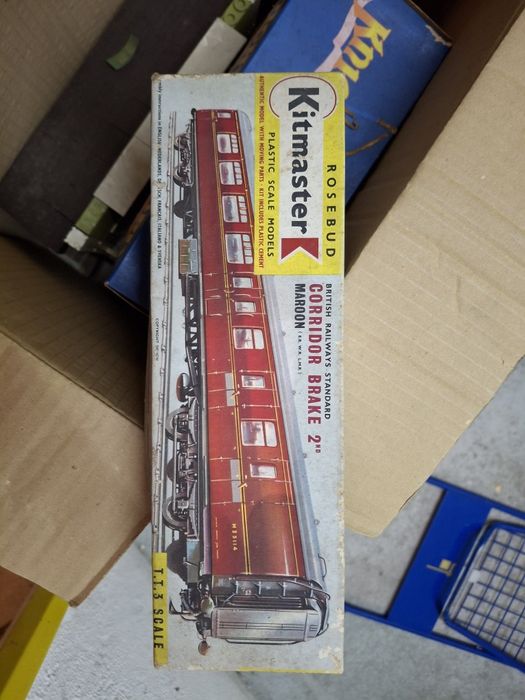 ROSEBUD
Kitmaster
PLASTIC SCALE MODELS
AUTHENTIC MODEL WITH MOVING PARTS · KIT INCLUDES PLASTIC CEMENT
BRITISH RAILWAYS STANDARD
CORRIDOR BRAKE 2ND
MAROON (E.R. W.R. L.M.R.)
M35114
T.T.3 SCALE